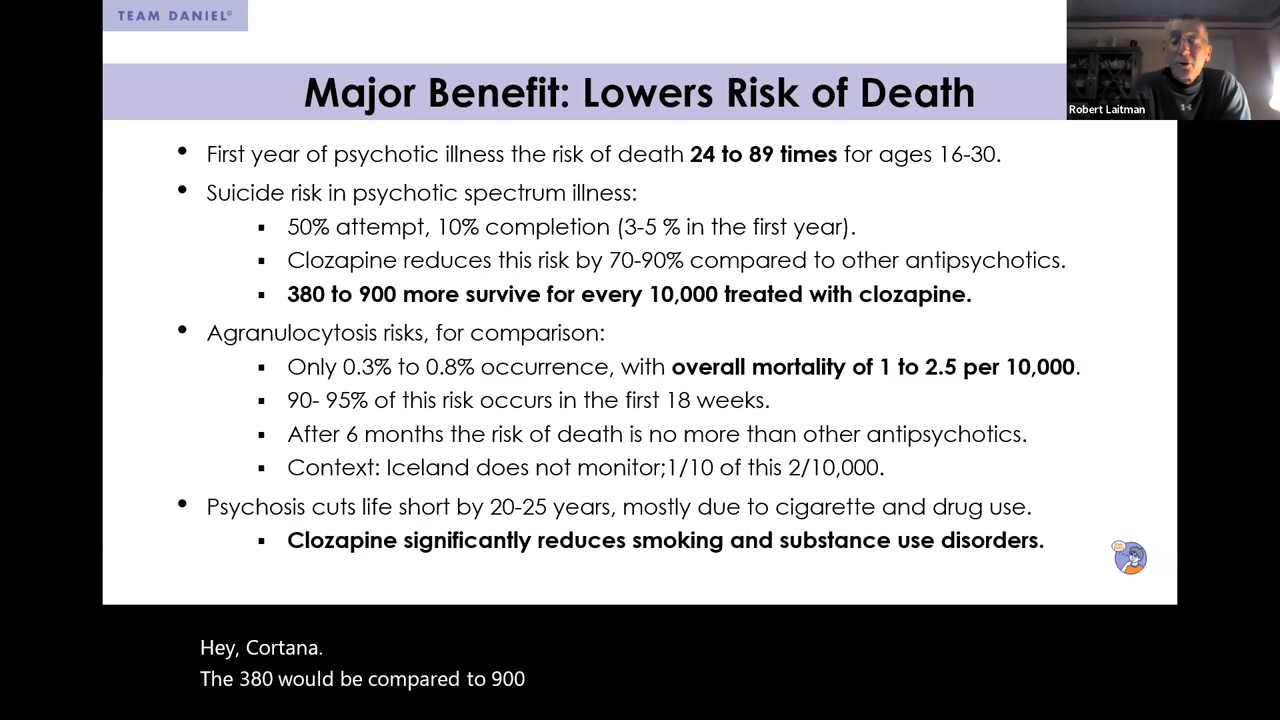 TEAM DANIEL®
Robert Laitman
Major Benefit: Lowers Risk of Death
• First year of psychotic illness the risk of death 24 to 89 times for ages 16-30.
• Suicide risk in psychotic spectrum illness:
▪ 50% attempt, 10% completion (3-5 % in the first year).
▪ Clozapine reduces this risk by 70-90% compared to other antipsychotics.
▪ 380 to 900 more survive for every 10,000 treated with clozapine.
• Agranulocytosis risks, for comparison:
▪ Only 0.3% to 0.8% occurrence, with overall mortality of 1 to 2.5 per 10,000.
▪ 90- 95% of this risk occurs in the first 18 weeks.
▪ After 6 months the risk of death is no more than other antipsychotics.
▪ Context: Iceland does not monitor;1/10 of this 2/10,000.
• Psychosis cuts life short by 20-25 years, mostly due to cigarette and drug use.
▪ Clozapine significantly reduces smoking and substance use disorders.
Hey, Cortana.
The 380 would be compared to 900